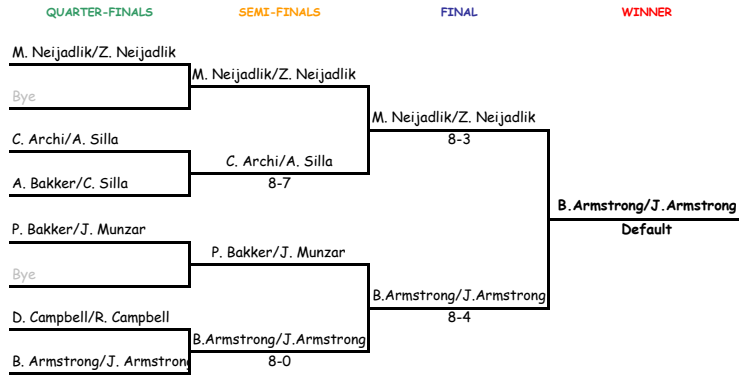 QUARTER-FINALS SEMI-FINALS FINAL WINNER
M. Neijadlik/Z. Neijadlik
M. Neijadlik/Z. Neijadlik
Bye
M. Neijadlik/Z. Neijadlik
8-3
C. Archi/A. Silla
C. Archi/A. Silla
8-7
A. Bakker/C. Silla
B.Armstrong/J.Armstrong
Default
P. Bakker/J. Munzar
P. Bakker/J. Munzar
Bye
B.Armstrong/J.Armstrong
8-4
D. Campbell/R. Campbell
B.Armstrong/J.Armstrong
8-0
B. Armstrong/J. Armstrong